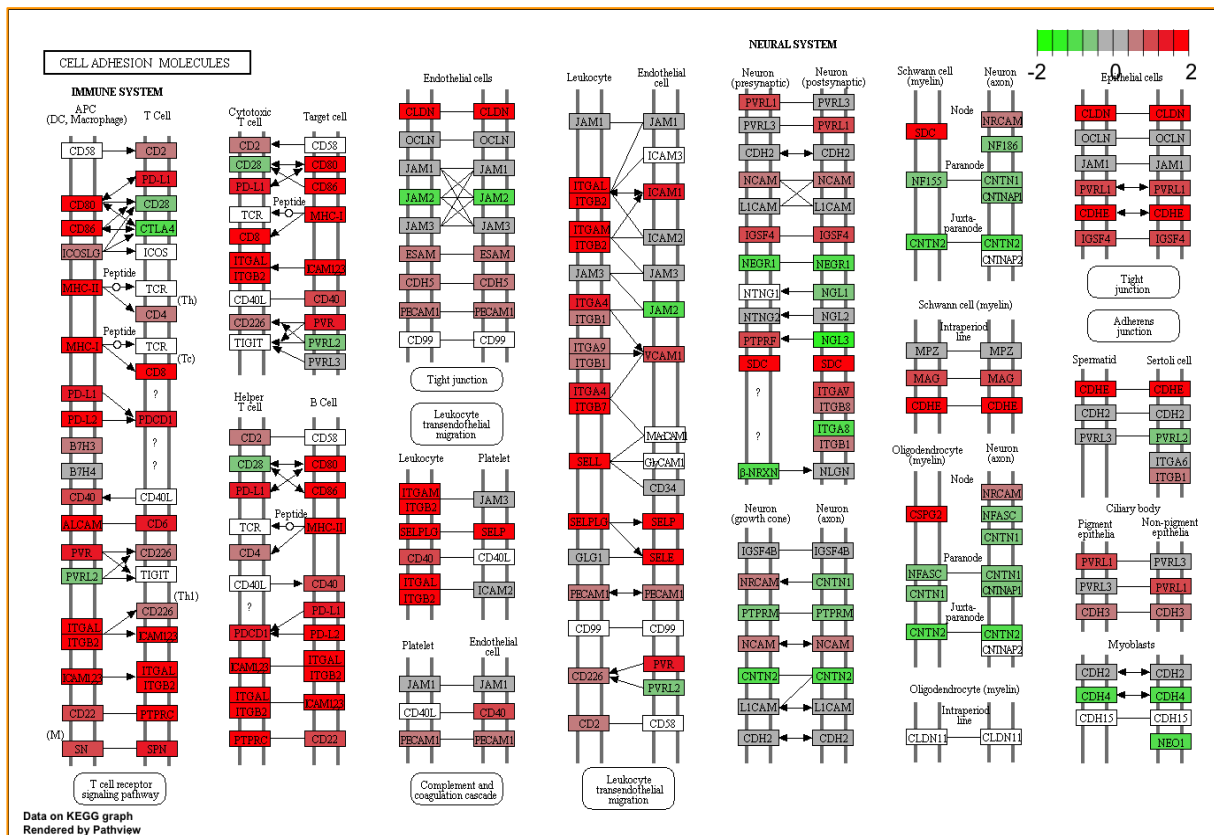 CELL ADHESION MOLECULES
-2 0 2
IMMUNE SYSTEM
APC
(DC, Macrophage)
T Cell
CD58
CD2
PD-L1
CD80
CD28
CD86
CTLA4
ICOSLG
ICOS
Peptide
MHC-II
TCR
(Th)
CD4
Peptide
MHC-I
TCR
(Tc)
CD8
PD-L1
?
PD-L2
PDCD1
B7H3
?
B7H4
?
CD40
CD40L
ALCAM
CD6
PVR
CD226
PVRL2
TIGIT
(Th1)
CD226
ITGAL
ITGB2
ICAM1,2,3
ICAM1,2,3
ITGAL
ITGB2
CD22
PTPRC
(M)
SN
SPN
T cell receptor
signaling pathway
Cytotoxic
T cell
Target cell
CD2
CD58
CD28
CD80
PD-L1
CD86
Peptide
TCR
MHC-I
CD8
ITGAL
ITGB2
ICAM1,2,3
CD40L
CD40
CD226
PVR
TIGIT
PVRL2
PVRL3
Helper
T cell
B Cell
CD2
CD58
CD28
CD80
PD-L1
CD86
Peptide
TCR
MHC-II
CD4
CD40L
CD40
?
PD-L1
PDCD1
PD-L2
ICAM1,2,3
ITGAL
ITGB2
ITGAL
ITGB2
ICAM1,2,3
PTPRC
CD22
Endothelial cells
CLDN
CLDN
OCLN
OCLN
JAM1
JAM1
JAM2
JAM2
JAM3
JAM3
ESAM
ESAM
CDH5
CDH5
PECAM1
PECAM1
CD99
CD99
Tight junction
Leukocyte
transendothelial
migration
Leukocyte
Platelet
ITGAM
ITGB2
JAM3
SELPLG
SELP
CD40
CD40L
ITGAL
ITGB2
ICAM2
Platelet
Endothelial
cell
JAM1
JAM1
CD40L
CD40
PECAM1
PECAM1
Complement and
coagulation cascade
Leukocyte
Endothelial
cell
JAM1
JAM1
ICAM3
ITGAL
ITGB2
ICAM1
ITGAM
ITGB2
ICAM2
JAM3
JAM3
ITGA4
ITGB1
JAM2
ITGA9
ITGB1
VCAM1
ITGA4
ITGB7
MAdCAM1
SELL
GlyCAM1
CD34
SELPLG
SELP
GLG1
SELE
PECAM1
PECAM1
CD99
CD99
CD226
PVR
PVRL2
CD2
CD58
Leukocyte
transendothelial
migration
NEURAL SYSTEM
Neuron
(presynaptic)
Neuron
(postsynaptic)
PVRL1
PVRL3
PVRL3
PVRL1
CDH2
CDH2
NCAM
NCAM
L1CAM
L1CAM
IGSF4
IGSF4
NEGR1
NEGR1
NTNG1
NGL1
NTNG2
NGL2
PTPRF
NGL3
SDC
SDC
?
ITGAV
ITGB8
?
ITGA8
ITGB1
β-NRXN
NLGN
Neuron
(growth cone)
Neuron
(axon)
IGSF4B
IGSF4B
NRCAM
CNTN1
PTPRM
PTPRM
NCAM
NCAM
CNTN2
CNTN2
L1CAM
L1CAM
CDH2
CDH2
Schwann cell
(myelin)
Neuron
(axon)
Node
NRCAM
SDC
NF186
Paranode
NF155
CNTN1
CNTNAP1
Juxta-
paranode
CNTN2
CNTN2
CNTNAP2
Schwann cell (myelin)
Intraperiod
line
MPZ
MPZ
MAG
MAG
CDHE
CDHE
Oligodendrocyte
(myelin)
Neuron
(axon)
Node
NRCAM
CSPG2
NFASC
CNTN1
Paranode
NFASC
CNTN1
CNTN1
CNTNAP1
Juxta-
paranode
CNTN2
CNTN2
CNTNAP2
Oligodendrocyte (myelin)
Intraperiod
line
CLDN11
CLDN11
Epithelial cells
CLDN
CLDN
OCLN
OCLN
JAM1
JAM1
PVRL1
PVRL1
CDHE
CDHE
IGSF4
IGSF4
Tight
junction
Adherens
junction
Spermatid
Sertoli cell
CDHE
CDHE
CDH2
CDH2
PVRL3
PVRL2
ITGA6
ITGB1
Ciliary body
Pigment
epithelia
Non-pigment
epithelia
PVRL1
PVRL3
PVRL3
PVRL1
CDH3
CDH3
Myoblasts
CDH2
CDH2
CDH4
CDH4
CDH15
CDH15
NEO1
Data on KEGG graph
Rendered by Pathview